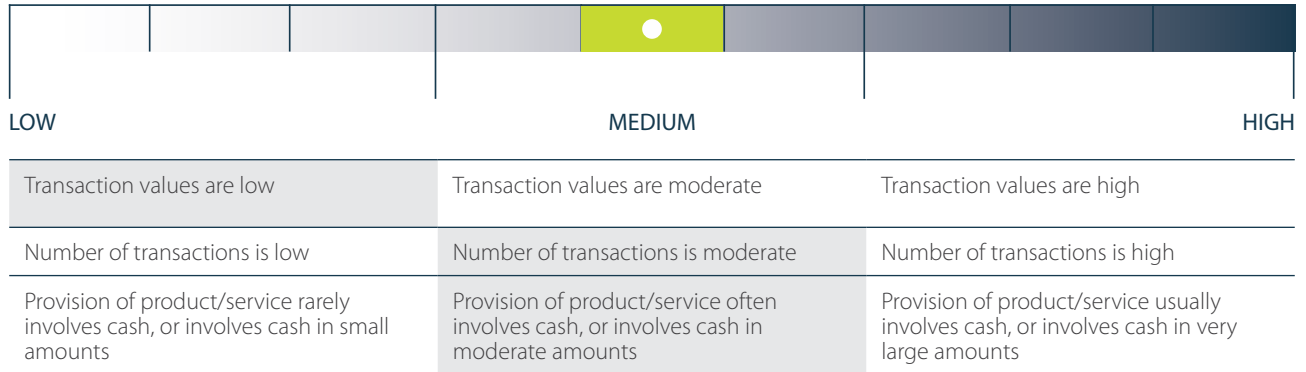 LOW MEDIUM HIGH
Transaction values are low Transaction values are moderate Transaction values are high
Number of transactions is low Number of transactions is moderate Number of transactions is high
Provision of product/service rarely
involves cash, or involves cash in small
amounts
Provision of product/service often
involves cash, or involves cash in
moderate amounts
Provision of product/service usually
involves cash, or involves cash in very
large amounts